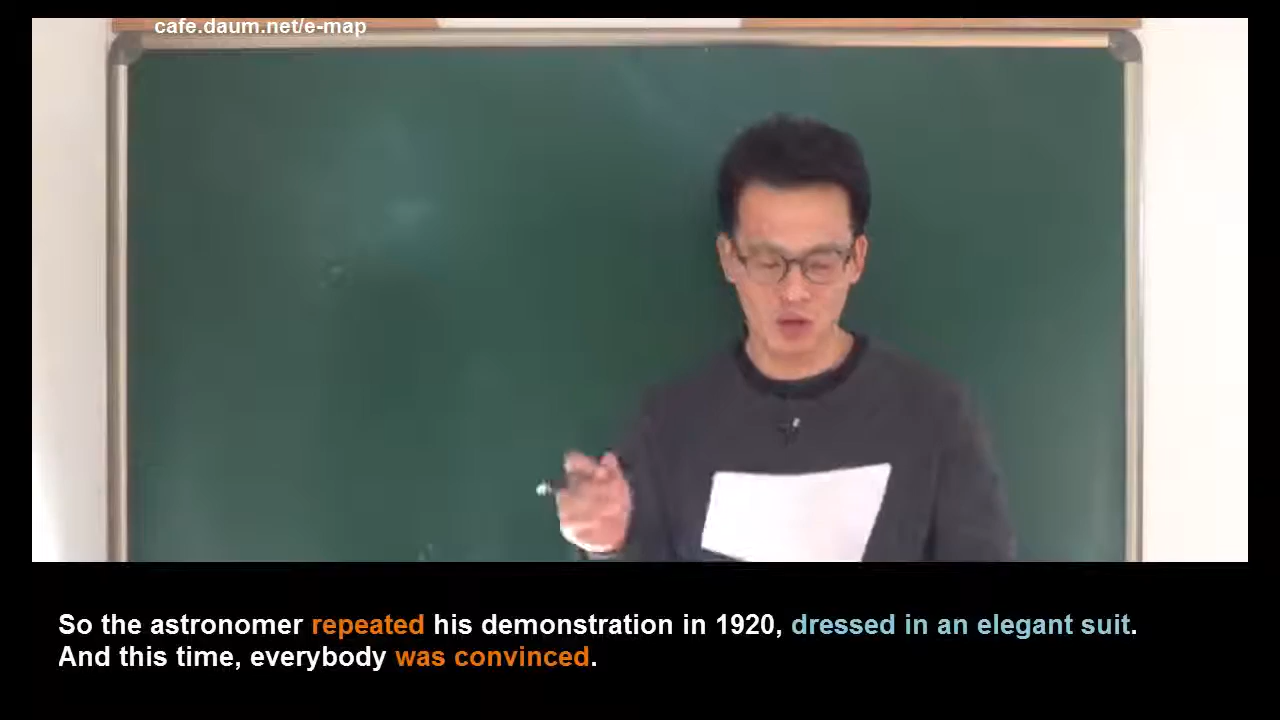 cafe.daum.net/e-map
So the astronomer repeated his demonstration in 1920, dressed in an elegant suit.
And this time, everybody was convinced.